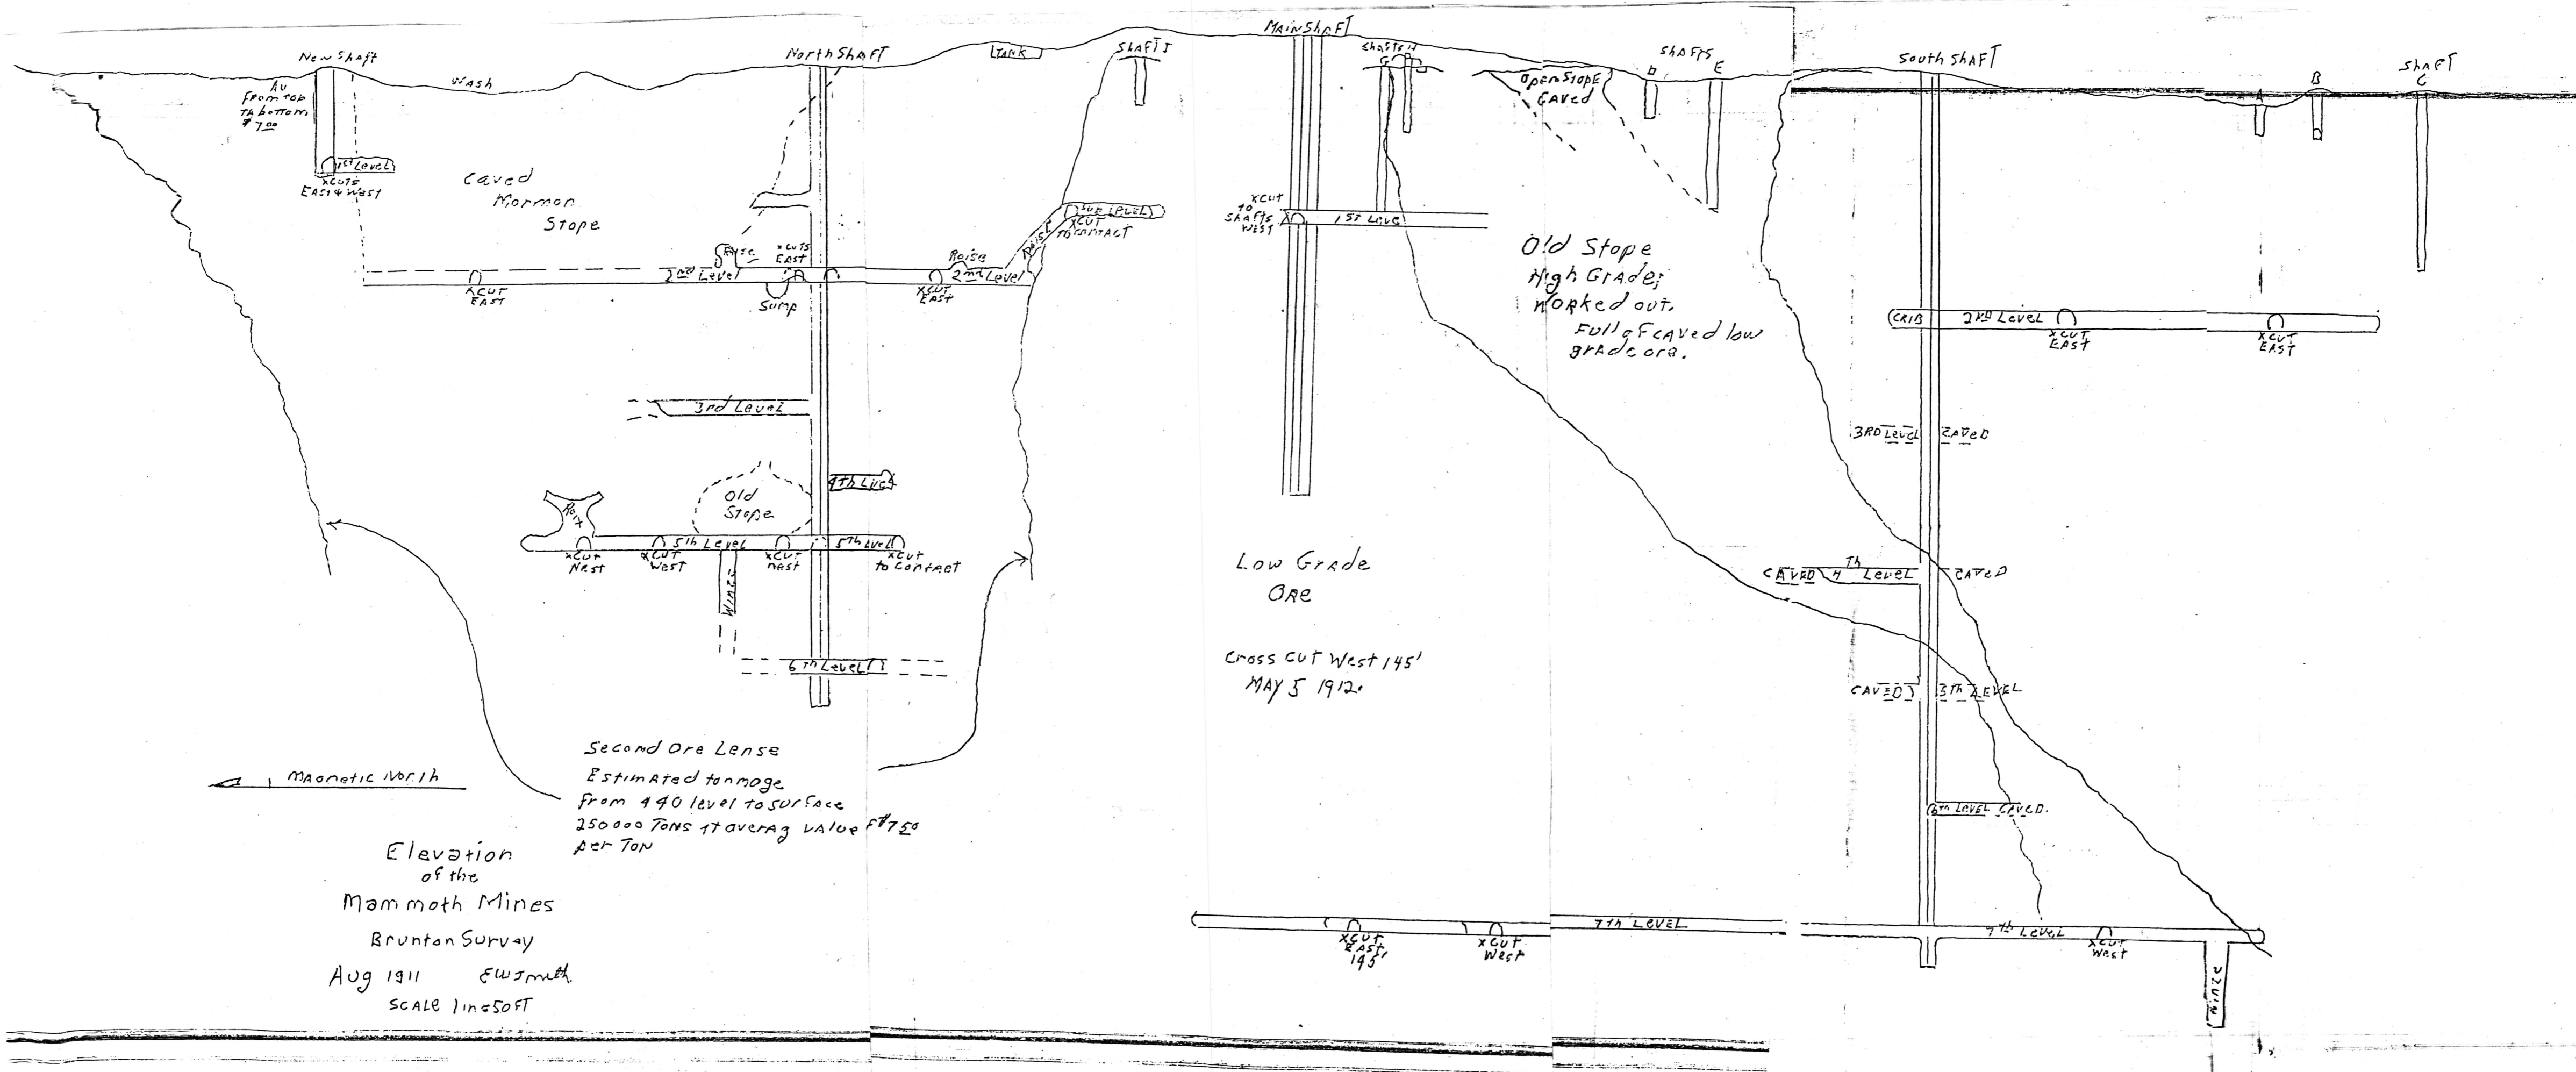 New Shaft
Wash
North Shaft
TANK
Shaft J
Main Shaft
Shafts H
G
Shafts
D
E
South Shaft
A
B
Shaft
C
AU
From top
To bottom
$7.00
1st Level
XCUTS
EAST & West
Caved
Mormon
Stope
Raise
XCUTS
EAST
2nd Level
XCUT
EAST
Sump
Raise
2nd Level
XCUT
EAST
Raise
2nd LEVEL
XCUT
TO CONTACT
XCUT
to
Shafts
West
1ST Level
Open Stope
Caved
Old Stope
High Grade;
Worked out.
Full of caved low
grade ore.
CRIB
2ND Level
XCUT
EAST
XCUT
EAST
3rd Level
3RD Level
CAVED
4Th Level
Old
Stope
5th Level
5Th Level
XCUT
West
XCUT
West
XCUT
West
XCUT
to Contact
Winze
6th Level
Low Grade
Ore
Cross Cut West 145'
MAY 5 1912.
CAVED
4Th Level
CAVED
CAVED
5Th LEVEL
6th LEVEL CAVED.
Magnetic North
Second Ore Lense
Estimated tonnage
From 440 level to surface
250000 Tons at averag value of $7 50
per Ton
7th Level
XCUT
EAST,
145'
XCUT
West
7th Level
XCUT
West
Winze
Elevation
of the
Mammoth Mines
Brunton Survey
Aug 1911 EW Smith
SCALE 1 in = 50 FT